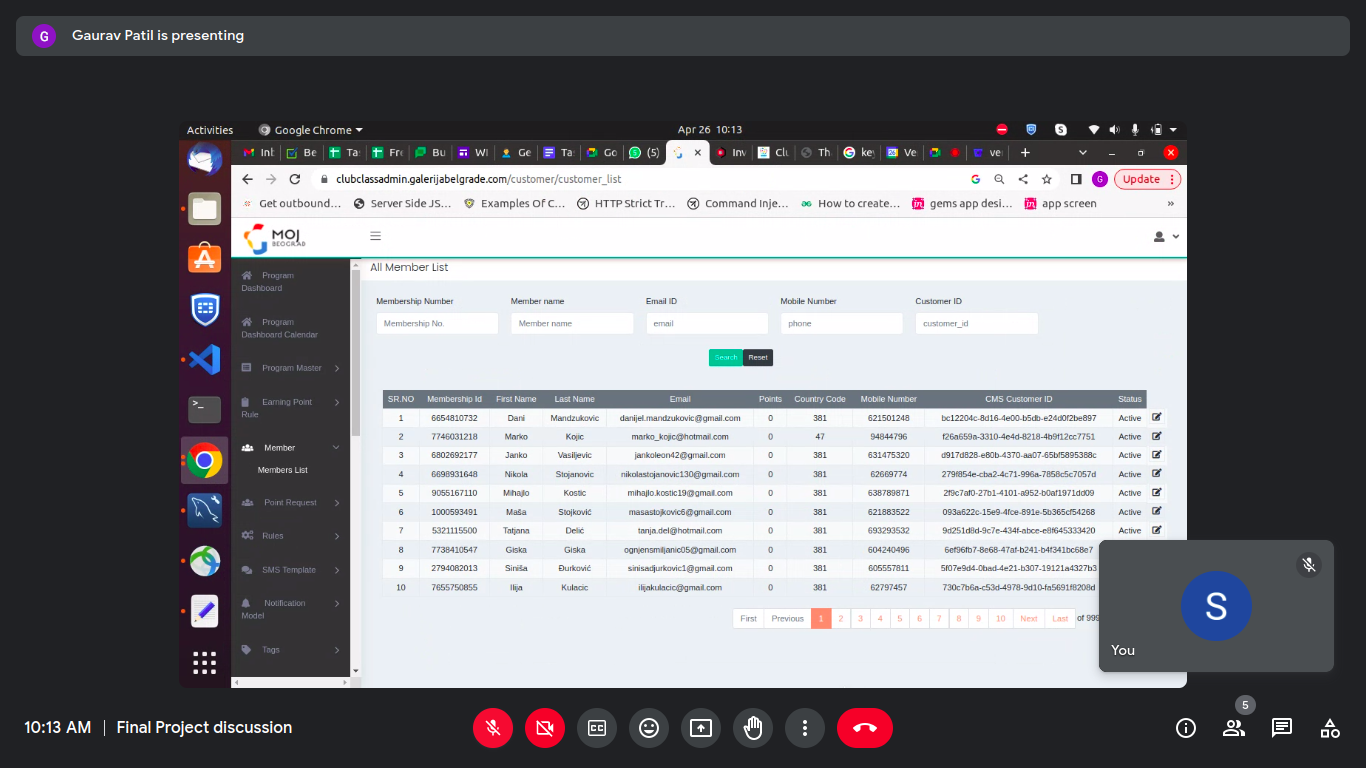 G Gaurav Patil is presenting
Activities Google Chrome Apr 26 10:13
Inb Be Ta: Fre Bu WI Ge Ta: Go (5) Inv Clu Th key Ve ve
clubclassadmin.galerijabelgrade.com/customer/customer_list G Update
Get outbound... Server Side JS... Examples Of C... HTTP Strict Tr... Command Inje... How to create... gems app desi... app screen »
MOJ
BEOGRAD
All Member List
Program
Dashboard
Program
Dashboard Calendar
Program Master
Earning Point
Rule
Member
Members List
Point Request
Rules
SMS Template
Notification
Model
Tags
Membership Number Member name Email ID Mobile Number Customer ID
Membership No. Member name email phone customer_id
Search Reset
SR.NO Membership Id First Name Last Name Email Points Country Code Mobile Number CMS Customer ID Status
1 6654810732 Dani Mandzukovic danijel.mandzukovic@gmail.com 0 381 621501248 bc12204c-8d16-4e00-b5db-e24d0f2be897 Active
2 7746031218 Marko Kojic marko_kojic@hotmail.com 0 47 94844796 f26a659a-3310-4e4d-8218-4b9f12cc7751 Active
3 6802692177 Janko Vasiljevic jankoleon42@gmail.com 0 381 631475320 d917d828-e80b-4370-aa07-65bf5895388c Active
4 6698931648 Nikola Stojanovic nikolastojanovic130@gmail.com 0 381 62669774 279f854e-cba2-4c71-996a-7858c5c7057d Active
5 9055167110 Mihajlo Kostic mihajlo.kostic19@gmail.com 0 381 638789871 2f9c7af0-27b1-4101-a952-b0af1971dd09 Active
6 1000593491 Maša Stojković masastojkovic6@gmail.com 0 381 621883522 093a622c-15e9-4fce-891e-5b365cf54268 Active
7 5321115500 Tatjana Delić tanja.del@hotmail.com 0 381 693293532 9d251d8d-9c7e-434f-abce-e8f645333420 Active
8 7738410547 Giska Giska ognjensmiljanic05@gmail.com 0 381 604240496 6ef96fb7-8e68-47af-b241-b4f341bc68e7
9 2794082013 Siniša Đurković sinisadjurkovic1@gmail.com 0 381 605557811 5f07e9d4-0bad-4e21-b307-19121a4327b3
10 7655750855 Ilija Kulacic ilijakulacic@gmail.com 0 381 62797457 730c7b6a-c53d-4978-9d10-fa5691f8208d
First Previous 1 2 3 4 5 6 7 8 9 10 Next Last of 999
S
You
10:13 AM | Final Project discussion
CC
5